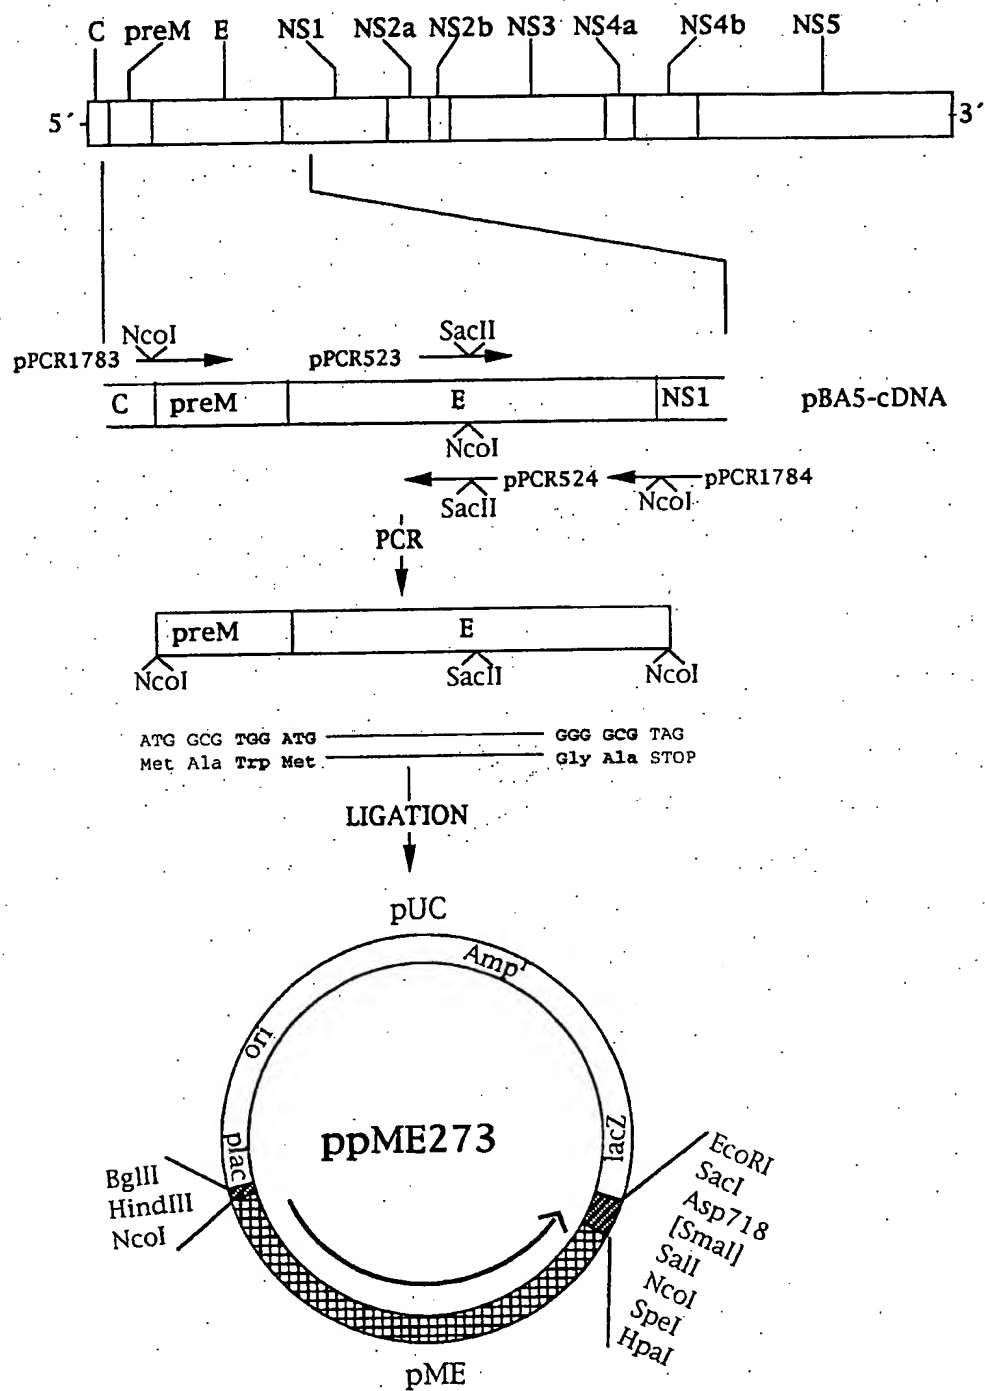 C preM E NS1 NS2a NS2b NS3 NS4a NS4b NS5
5´ 3´
NcoI SacII
pPCR1783 pPCR523
C preM E NS1 pBA5-cDNA
NcoI
pPCR524 pPCR1784
SacII NcoI
PCR
preM E
NcoI SacII NcoI
ATG GCG TGG ATG GGG GCG TAG
Met Ala Trp Met Gly Ala STOP
LIGATION
pUC
Ampr
ori
plac
lacZ
ppME273
BglII
HindIII
NcoI
EcoRI
SacI
Asp718
[SmaI]
SalI
NcoI
SpeI
HpaI
pME